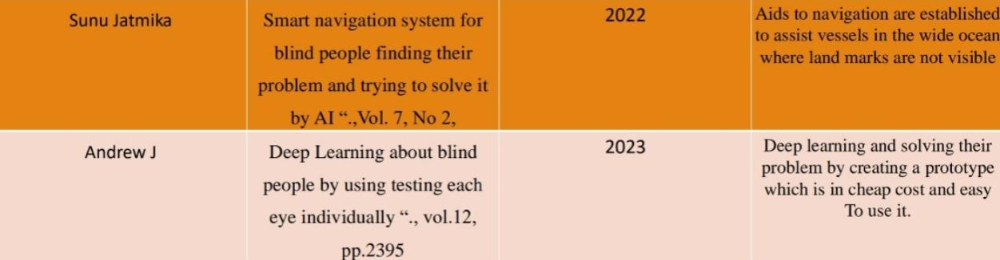 Sunu Jatmika
Smart navigation system for
blind people finding their
problem and trying to solve it
by AI “.,Vol. 7, No 2,
2022
Aids to navigation are established
to assist vessels in the wide ocean
where land marks are not visible
Andrew J
Deep Learning about blind
people by using testing each
eye individually “., vol.12,
pp.2395
2023
Deep learning and solving their
problem by creating a prototype
which is in cheap cost and easy
To use it.